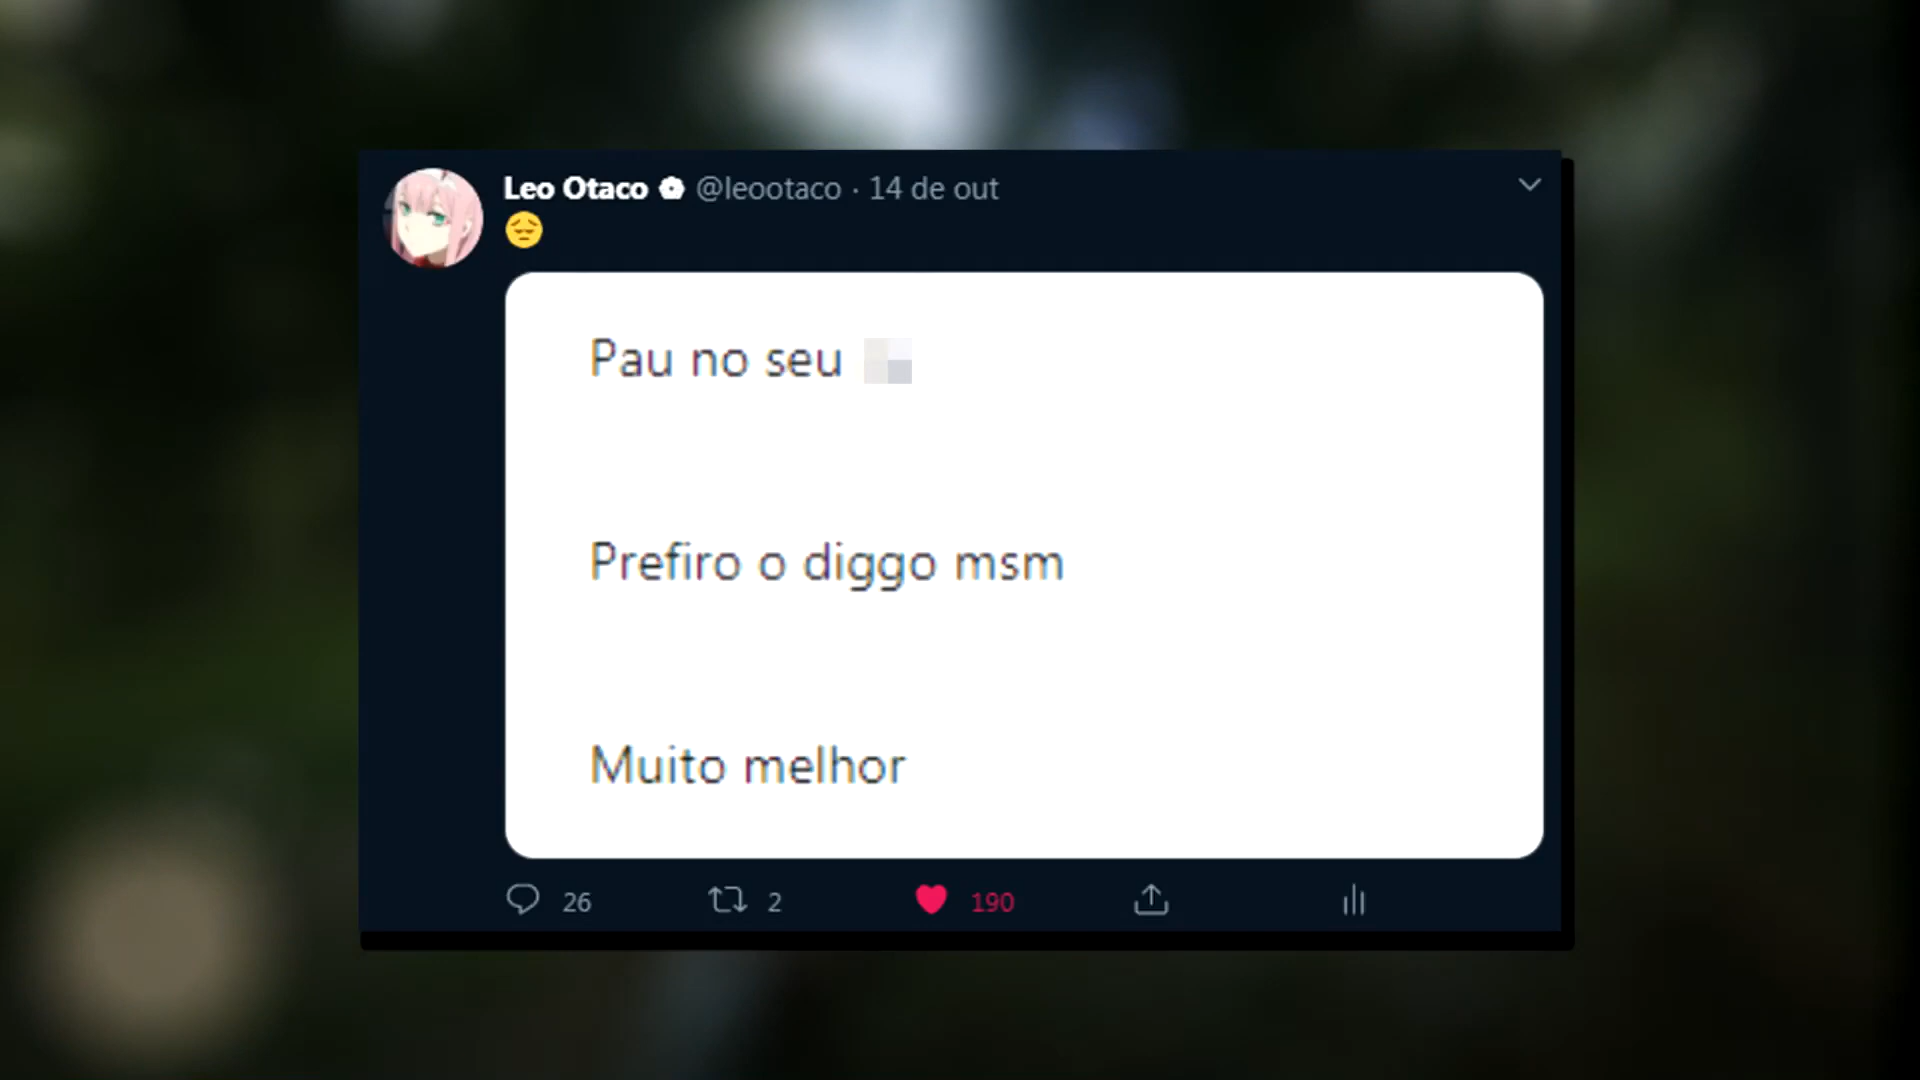 Leo Otaco @leootaco · 14 de out
😔
Pau no seu
Prefiro o diggo msm
Muito melhor
26 2 190